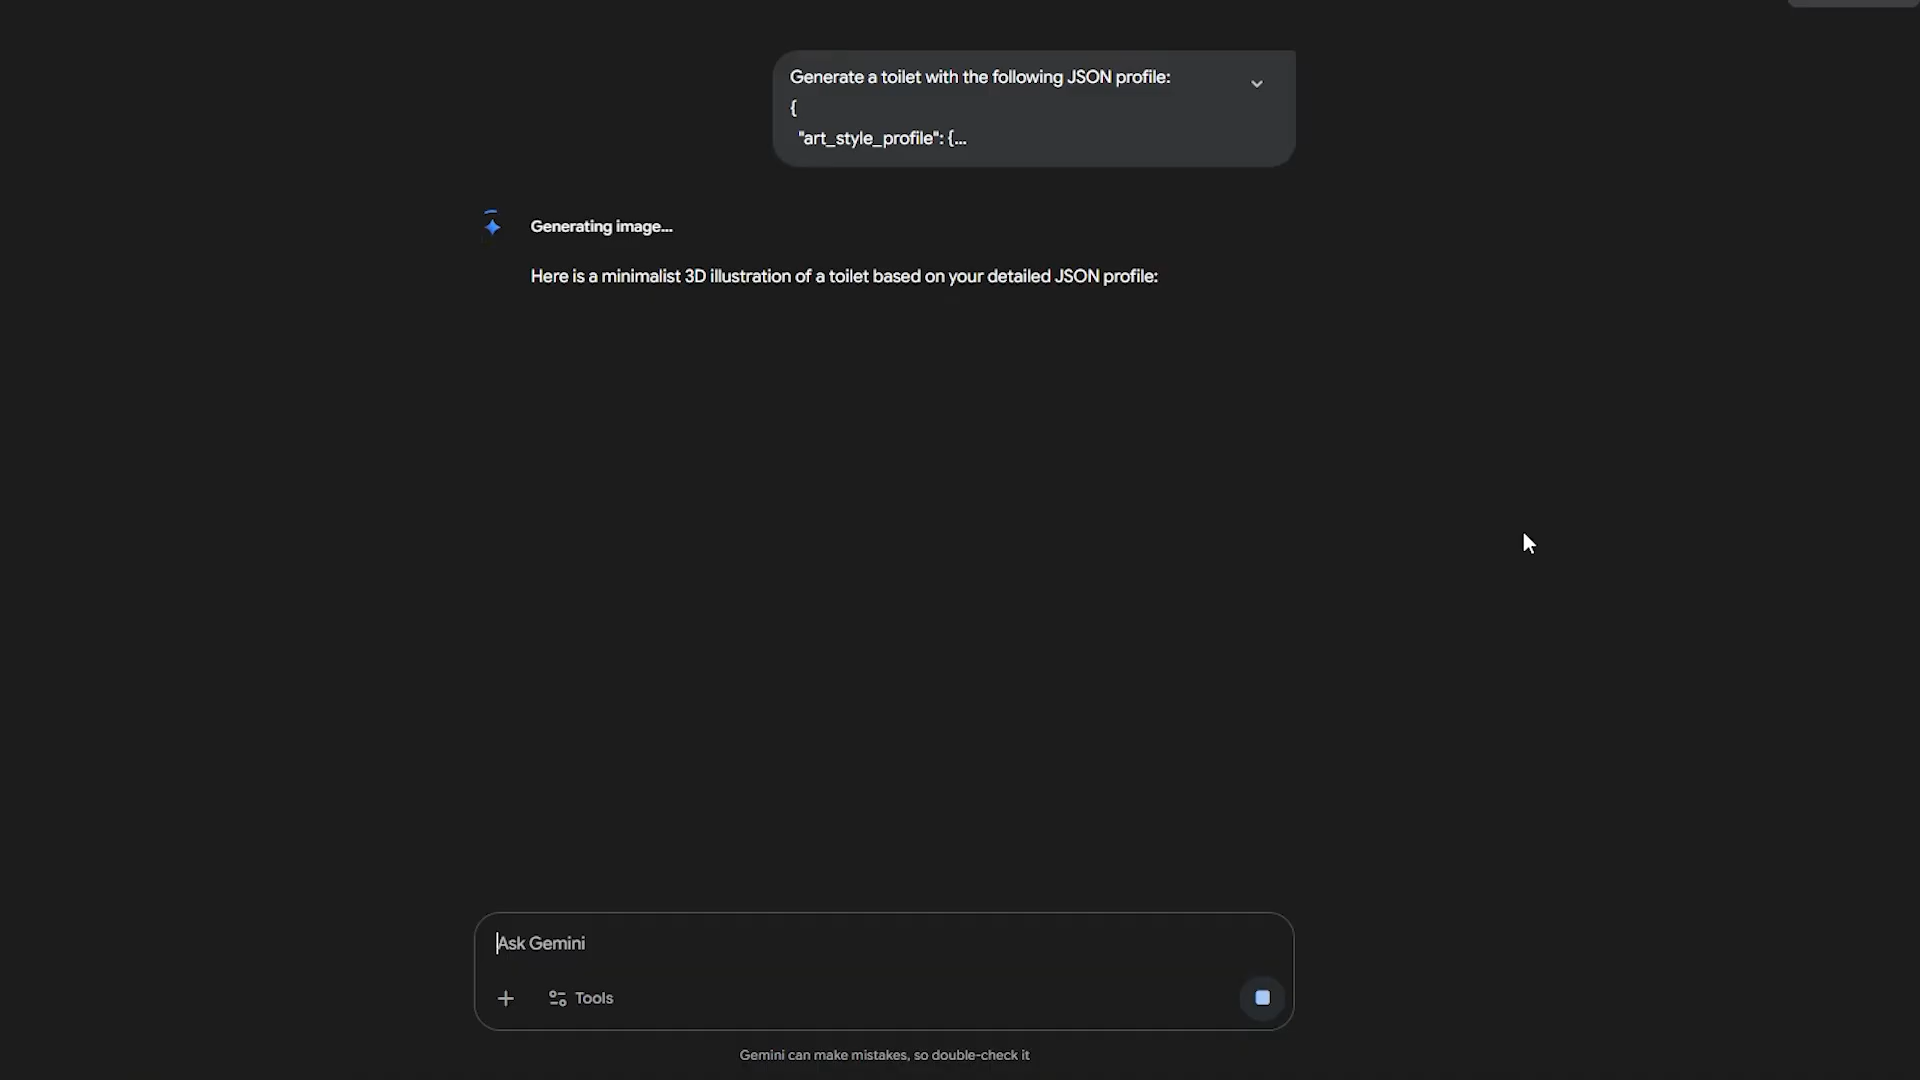 Generate a toilet with the following JSON profile:
{
"art_style_profile": {...
Generating image...
Here is a minimalist 3D illustration of a toilet based on your detailed JSON profile:
Ask Gemini
Tools
Gemini can make mistakes, so double-check it